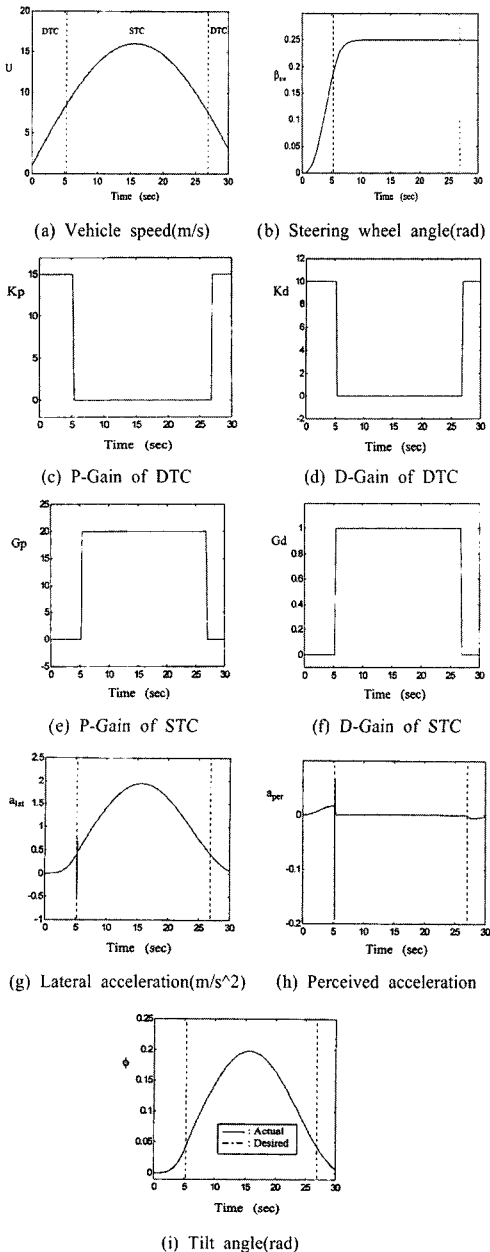 DTC STC DTC
U
20
15
10
5
0
0 5 10 15 20 25 30
Time (sec)
(a) Vehicle speed(m/s)
0.25
0.2
0.15
0.1
0.05
0
0 5 10 15 20 25 30
Time (sec)
(b) Steering wheel angle(rad)
Kp
15
10
5
0
0 5 10 15 20 25 30
Time (sec)
(c) P-Gain of DTC
Kd
12
10
8
6
4
2
0
-2
0 5 10 15 20 25 30
Time (sec)
(d) D-Gain of DTC
Gp
25
20
15
10
5
0
-5
0 5 10 15 20 25 30
Time (sec)
(e) P-Gain of STC
Gd
1
0.8
0.6
0.4
0.2
0
0 5 10 15 20 25 30
Time (sec)
(f) D-Gain of STC
a lat
2.5
2
1.5
1
0.5
0
-0.5
-1
0 5 10 15 20 25 30
Time (sec)
(g) Lateral acceleration(m/s^2)
a per
0
-0.1
-0.2
0 5 10 15 20 25 30
Time (sec)
(h) Perceived acceleration
ϕ
0.25
0.2
0.15
0.1
0.05
0
: Actual
: Desired
0 5 10 15 20 25 30
Time (sec)
(i) Tilt angle(rad)